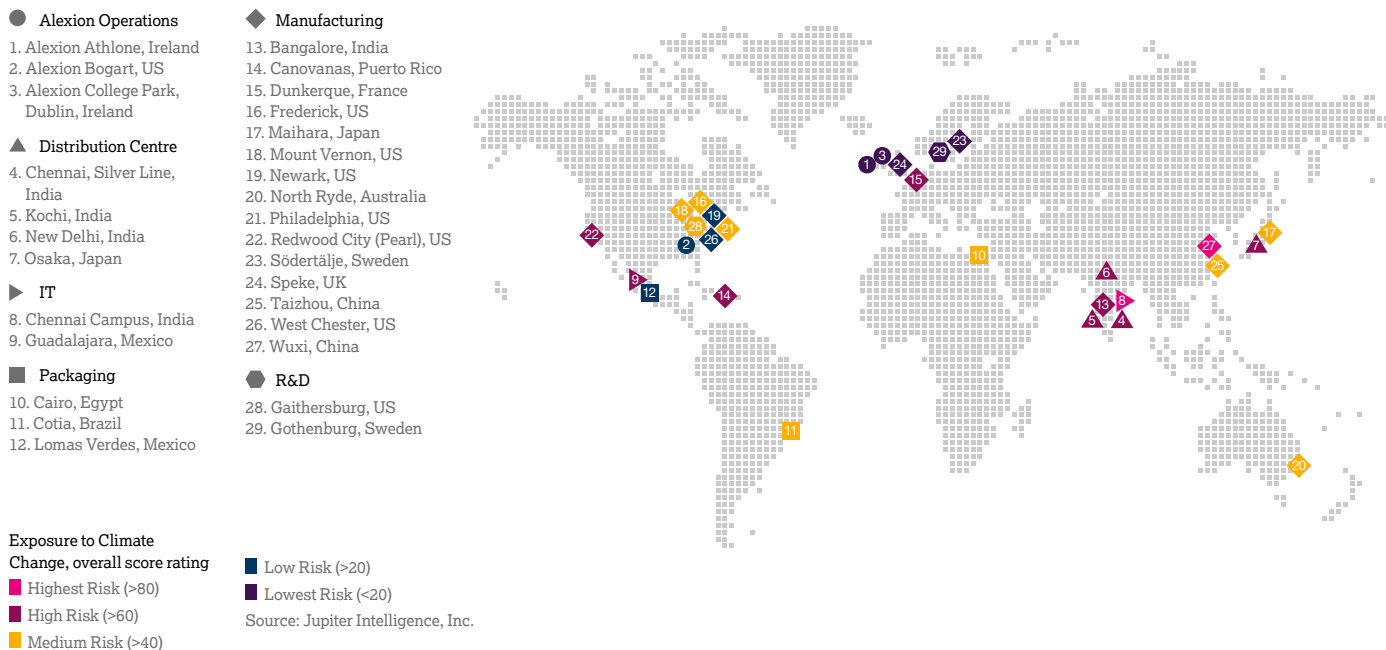 Alexion Operations
1. Alexion Athlone, Ireland
2. Alexion Bogart, US
3. Alexion College Park,
Dublin, Ireland
Distribution Centre
4. Chennai, Silver Line,
India
5. Kochi, India
6. New Delhi, India
7. Osaka, Japan
IT
8. Chennai Campus, India
9. Guadalajara, Mexico
Packaging
10. Cairo, Egypt
11. Cotia, Brazil
12. Lomas Verdes, Mexico
Manufacturing
13. Bangalore, India
14. Canovanas, Puerto Rico
15. Dunkerque, France
16. Frederick, US
17. Maihara, Japan
18. Mount Vernon, US
19. Newark, US
20. North Ryde, Australia
21. Philadelphia, US
22. Redwood City (Pearl), US
23. Södertälje, Sweden
24. Speke, UK
25. Taizhou, China
26. West Chester, US
27. Wuxi, China
R&D
28. Gaithersburg, US
29. Gothenburg, Sweden
23
29
3
1
24
15
16
18
19
28
21
26
2
22
9
12
14
10
17
27
7
25
6
8
13
5
4
11
20
Exposure to Climate
Change, overall score rating
Highest Risk (>80)
High Risk (>60)
Medium Risk (>40)
Low Risk (>20)
Lowest Risk (<20)
Source: Jupiter Intelligence, Inc.